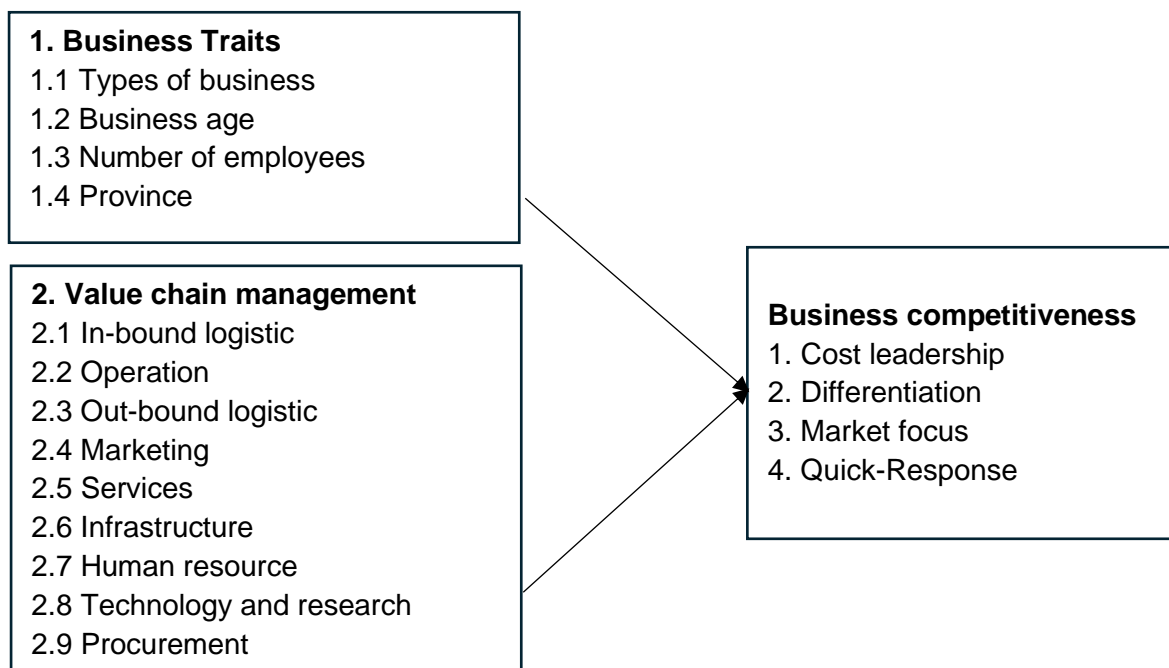 1. Business Traits
1.1 Types of business
1.2 Business age
1.3 Number of employees
1.4 Province
2. Value chain management
2.1 In-bound logistic
2.2 Operation
2.3 Out-bound logistic
2.4 Marketing
2.5 Services
2.6 Infrastructure
2.7 Human resource
2.8 Technology and research
2.9 Procurement
Business competitiveness
1. Cost leadership
2. Differentiation
3. Market focus
4. Quick-Response